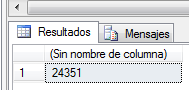 Resultados Mensajes
(Sin nombre de columna)
1 24351